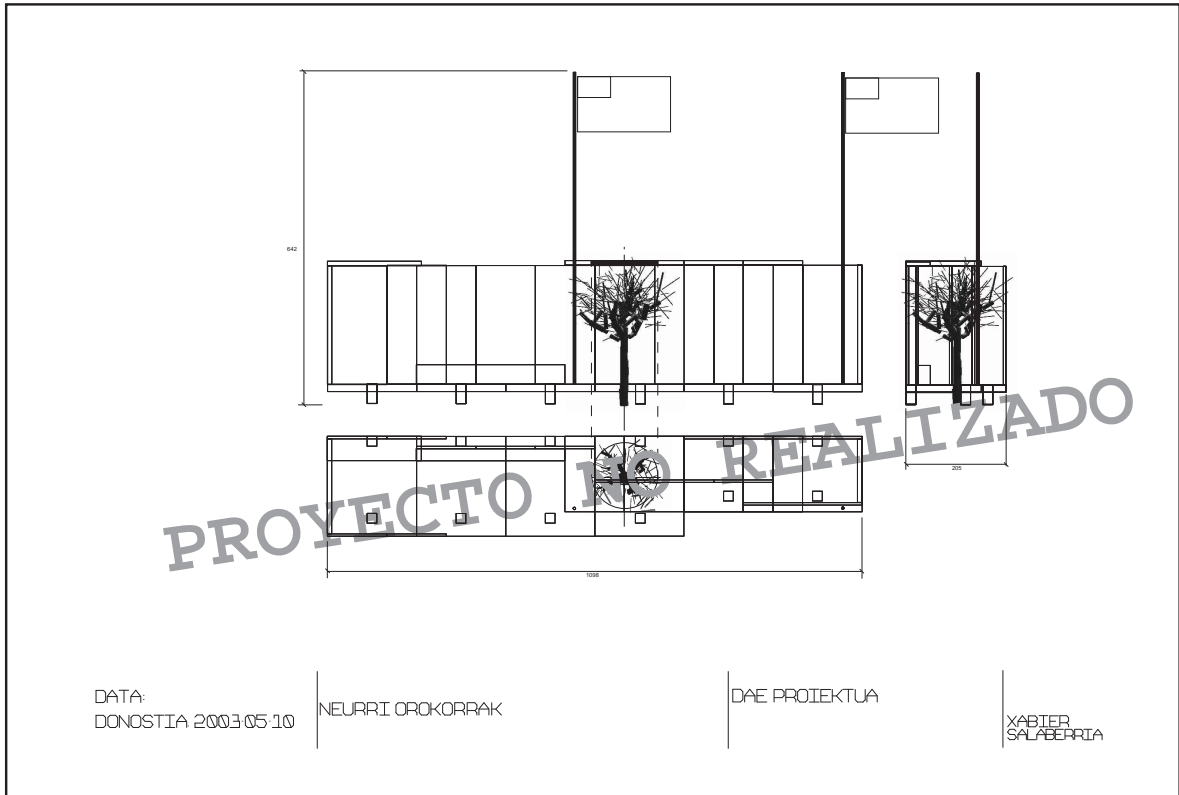 642
PROYECTO NO REALIZADO
205
1098
DATA:
DONOSTIA 2003-05-10
NEURRI OROKORRAK
DAE PROIEKTUA
XABIER
SALABERRIA